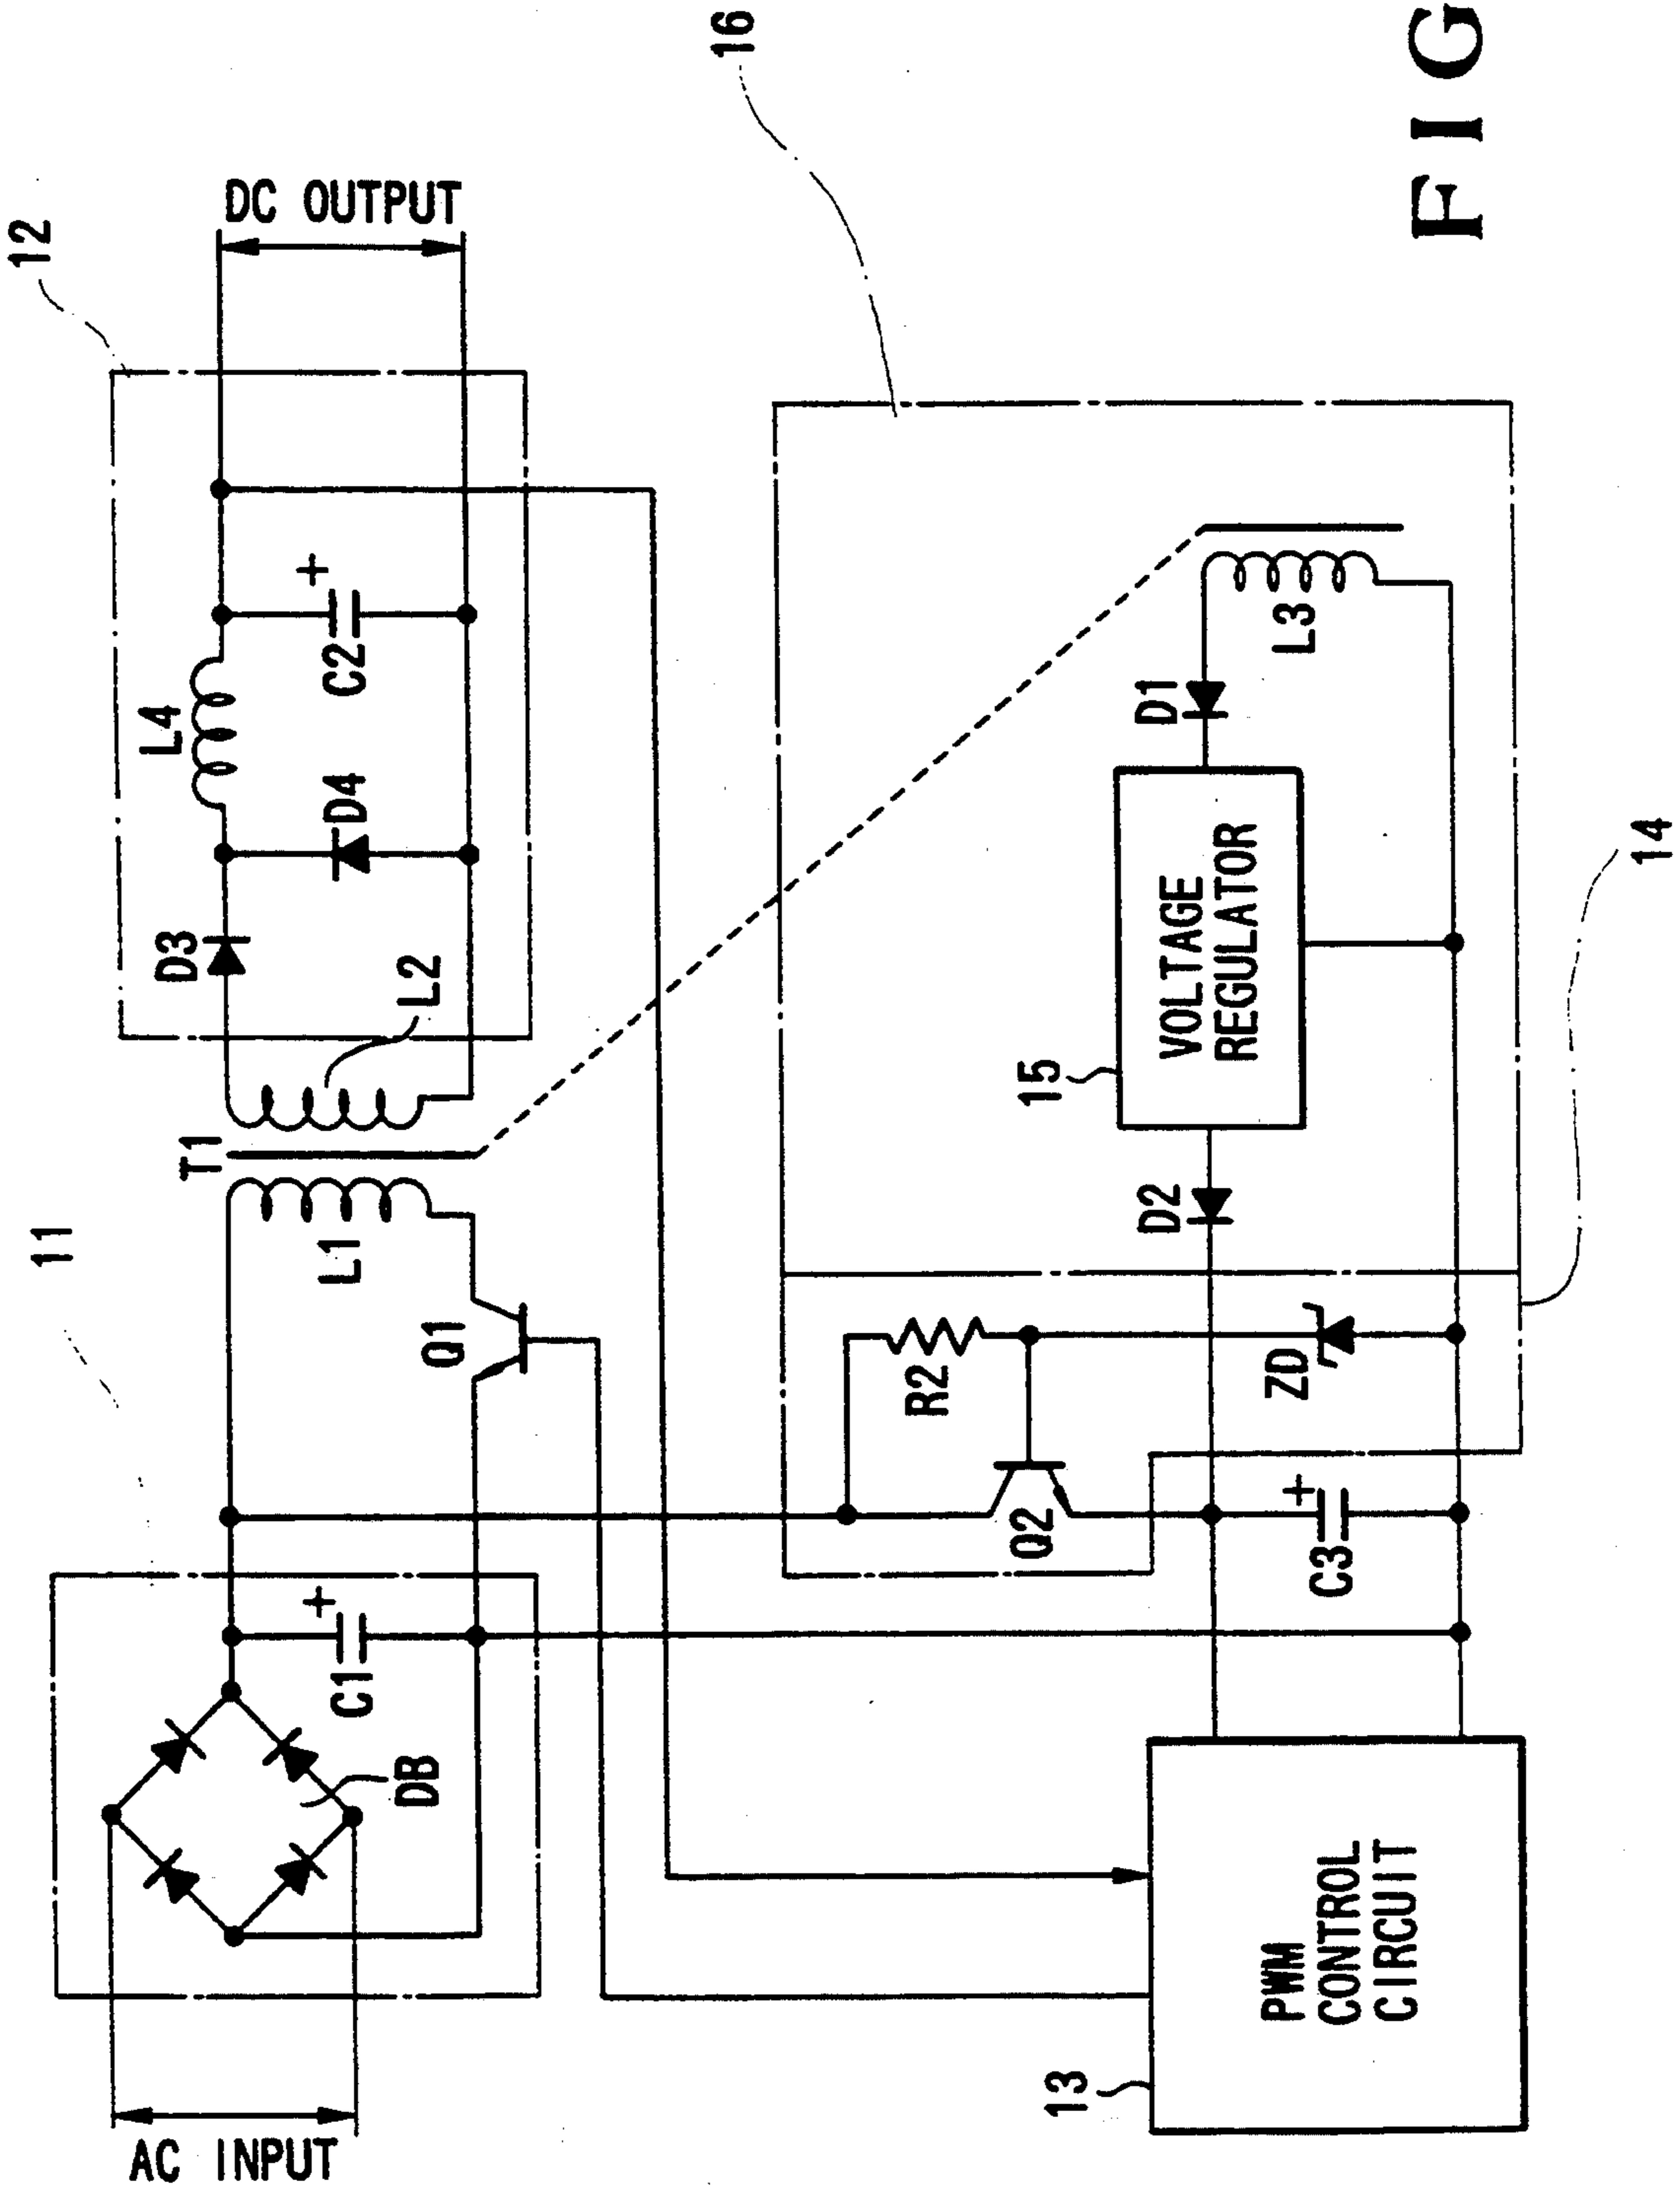 11
12
AC INPUT
DB
C1
+
T1
L1
Q1
L2
D3
D4
L4
C2
+
DC OUTPUT
13
PWM
CONTROL
CIRCUIT
Q2
R2
C3
+
ZD
D2
15
VOLTAGE
REGULATOR
D1
L3
16
14
FIG